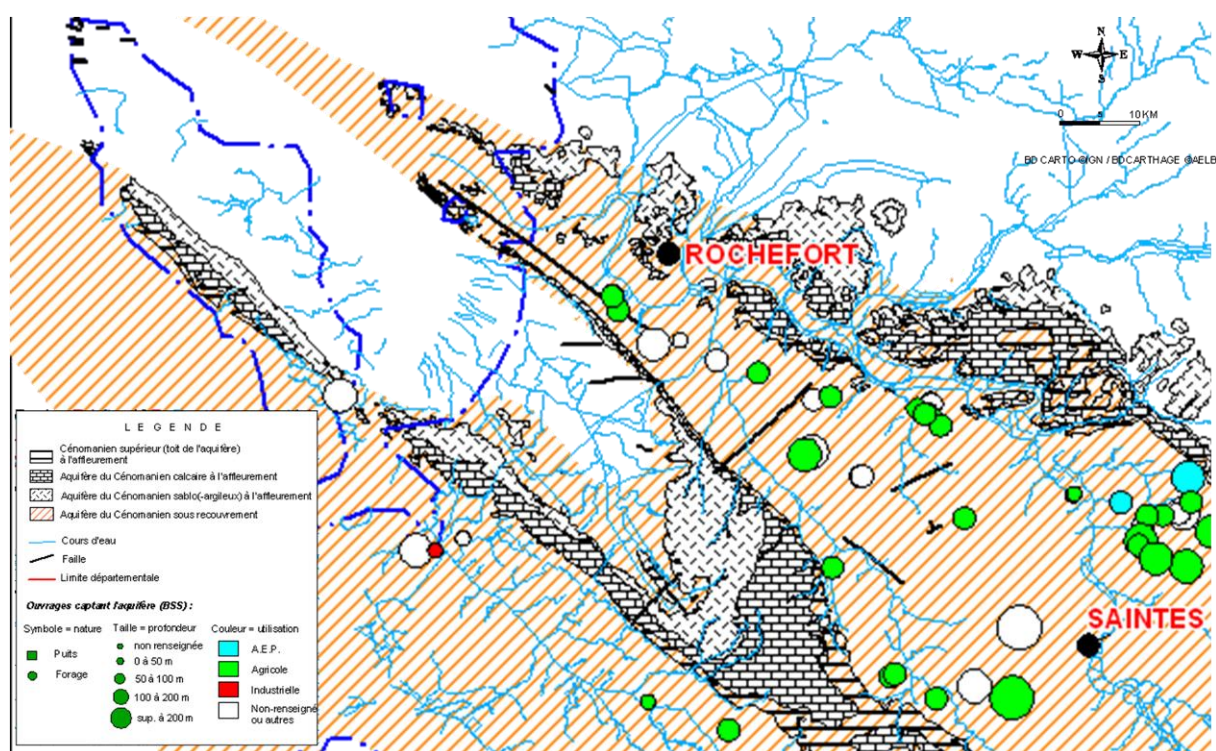 N
W E
S
0 5 10 KM
BD CARTO @IGN / BDCARTHAGE @AELB
ROCHEFORT
SAINTES
L E G E N D E
Cénomanien supérieur (toit de l'aquifère)
à l'affleurement
Aquifère du Cénomanien calcaire à l'affleurement
Aquifère du Cénomanien sablo(-argileux) à l'affleurement
Aquifère du Cénomanien sous recouvrement
Cours d'eau
Faille
Limite départementale
Ouvrages captant l'aquifère (BSS) :
Symbole = nature
Puits
Forage
Taille = profondeur
non renseignée
0 à 50 m
50 à 100 m
100 à 200 m
sup. à 200 m
Couleur = utilisation
A.E.P.
Agricole
Industrielle
Non-renseigné
ou autres